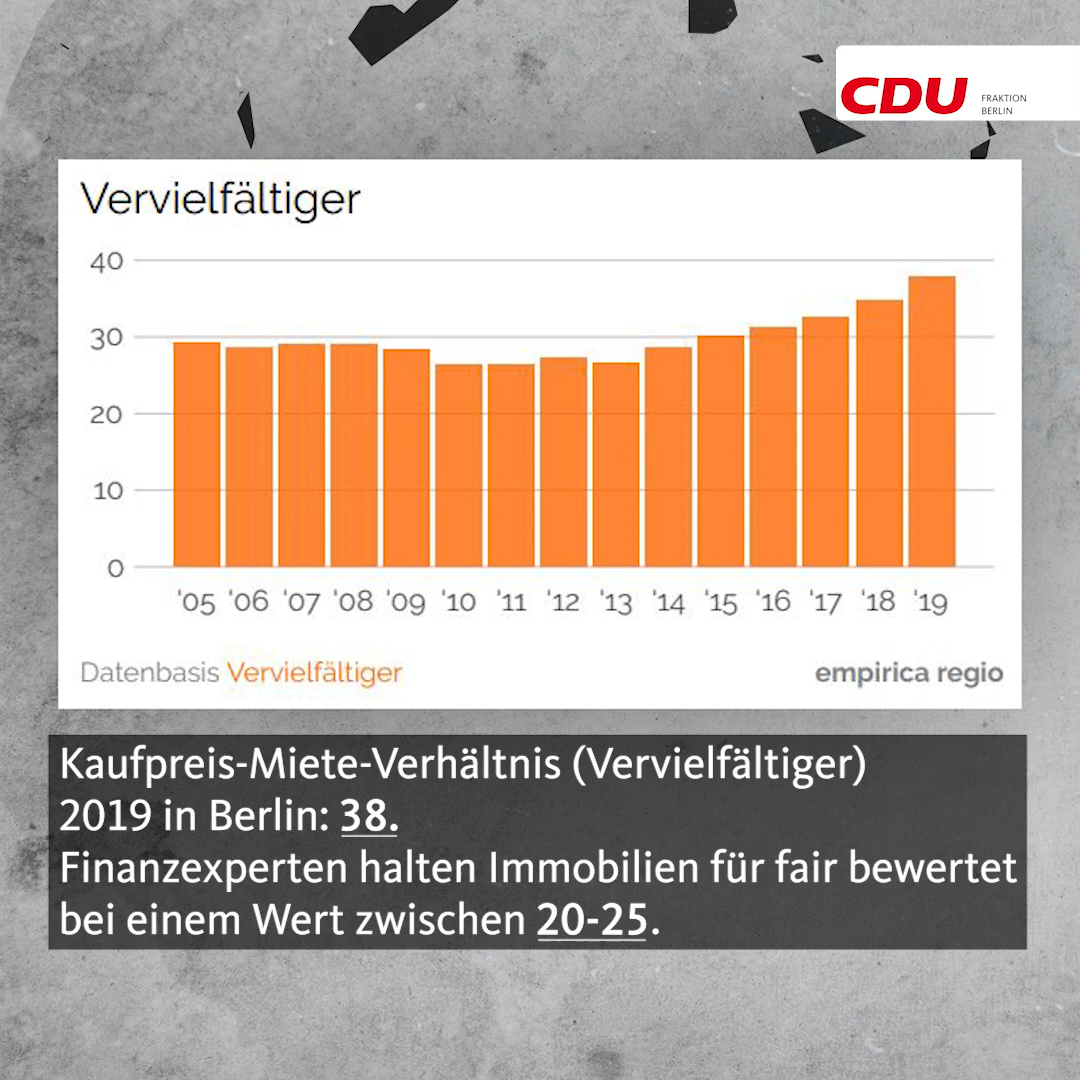 CDU FRAKTION
BERLIN
Vervielfältiger
40
30
20
10
0
'05 '06 '07 '08 '09 '10 '11 '12 '13 '14 '15 '16 '17 '18 '19
Datenbasis Vervielfältiger empirica regio
Kaufpreis-Miete-Verhältnis (Vervielfältiger)
2019 in Berlin: 38.
Finanzexperten halten Immobilien für fair bewertet
bei einem Wert zwischen 20-25.